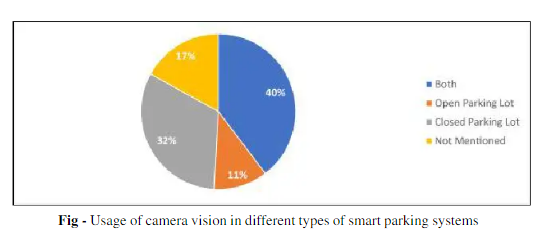 17%
40%
32%
11%
Both
Open Parking Lot
Closed Parking Lot
Not Mentioned
Fig - Usage of camera vision in different types of smart parking systems